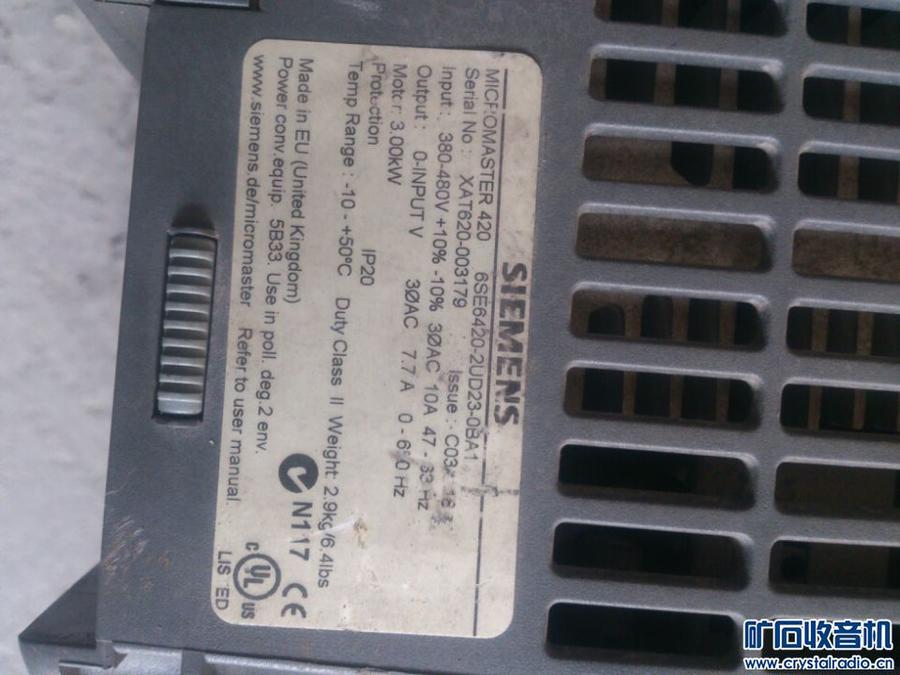 SIEMENS
MICROMASTER 420 6SE6420-2UD23-0BA1
Serial No : XAT620-003179 Issue : C03
Input : 380-480V +10% -10% 3ØAC 10A 47 - 63 Hz
Output : 0-INPUT V 3ØAC 7.7 A 0 - 650 Hz
Motor: 3.00kW
Protection IP20
Temp Range : -10 - +50ºC Duty Class II Weight 2.9kg/6.4lbs
Made in EU (United Kingdom)
Power conv.equip. 5B33. Use in poll. deg.2 env.
www.siemens.de/micromaster Refer to user manual.
N117 CE
c UL US
LISTED
矿石收音机
www.crystalradio.cn